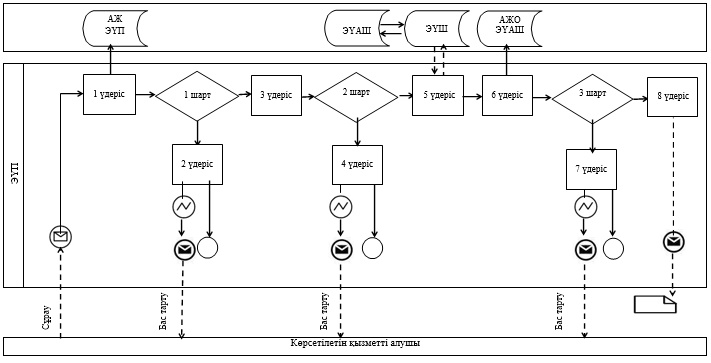 АЖ
ЭҮП
ЭҮАШ
ЭҮШ
АЖО
ЭҮАШ
ЭҮП
1 үдеріс
1 шарт
3 үдеріс
2 шарт
5 үдеріс
6 үдеріс
3 шарт
8 үдеріс
2 үдеріс
4 үдеріс
7 үдеріс
Сұрау
Бас тарту
Бас тарту
Бас тарту
Көрсетілетін қызметті алушы